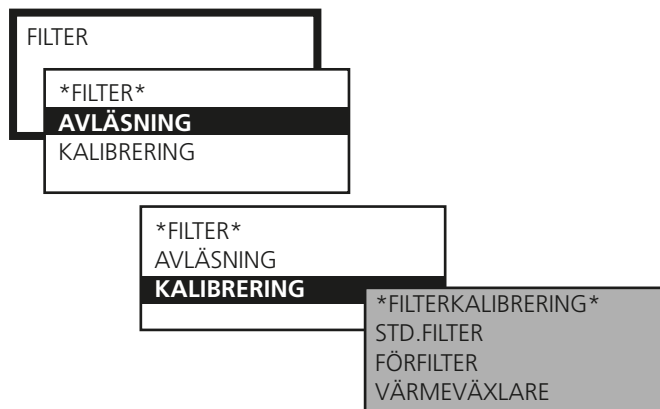 FILTER
*FILTER*
AVLÄSNING
KALIBRERING
*FILTER*
AVLÄSNING
KALIBRERING
*FILTERKALIBRERING*
STD.FILTER
FÖRFILTER
VÄRMEVÄXLARE